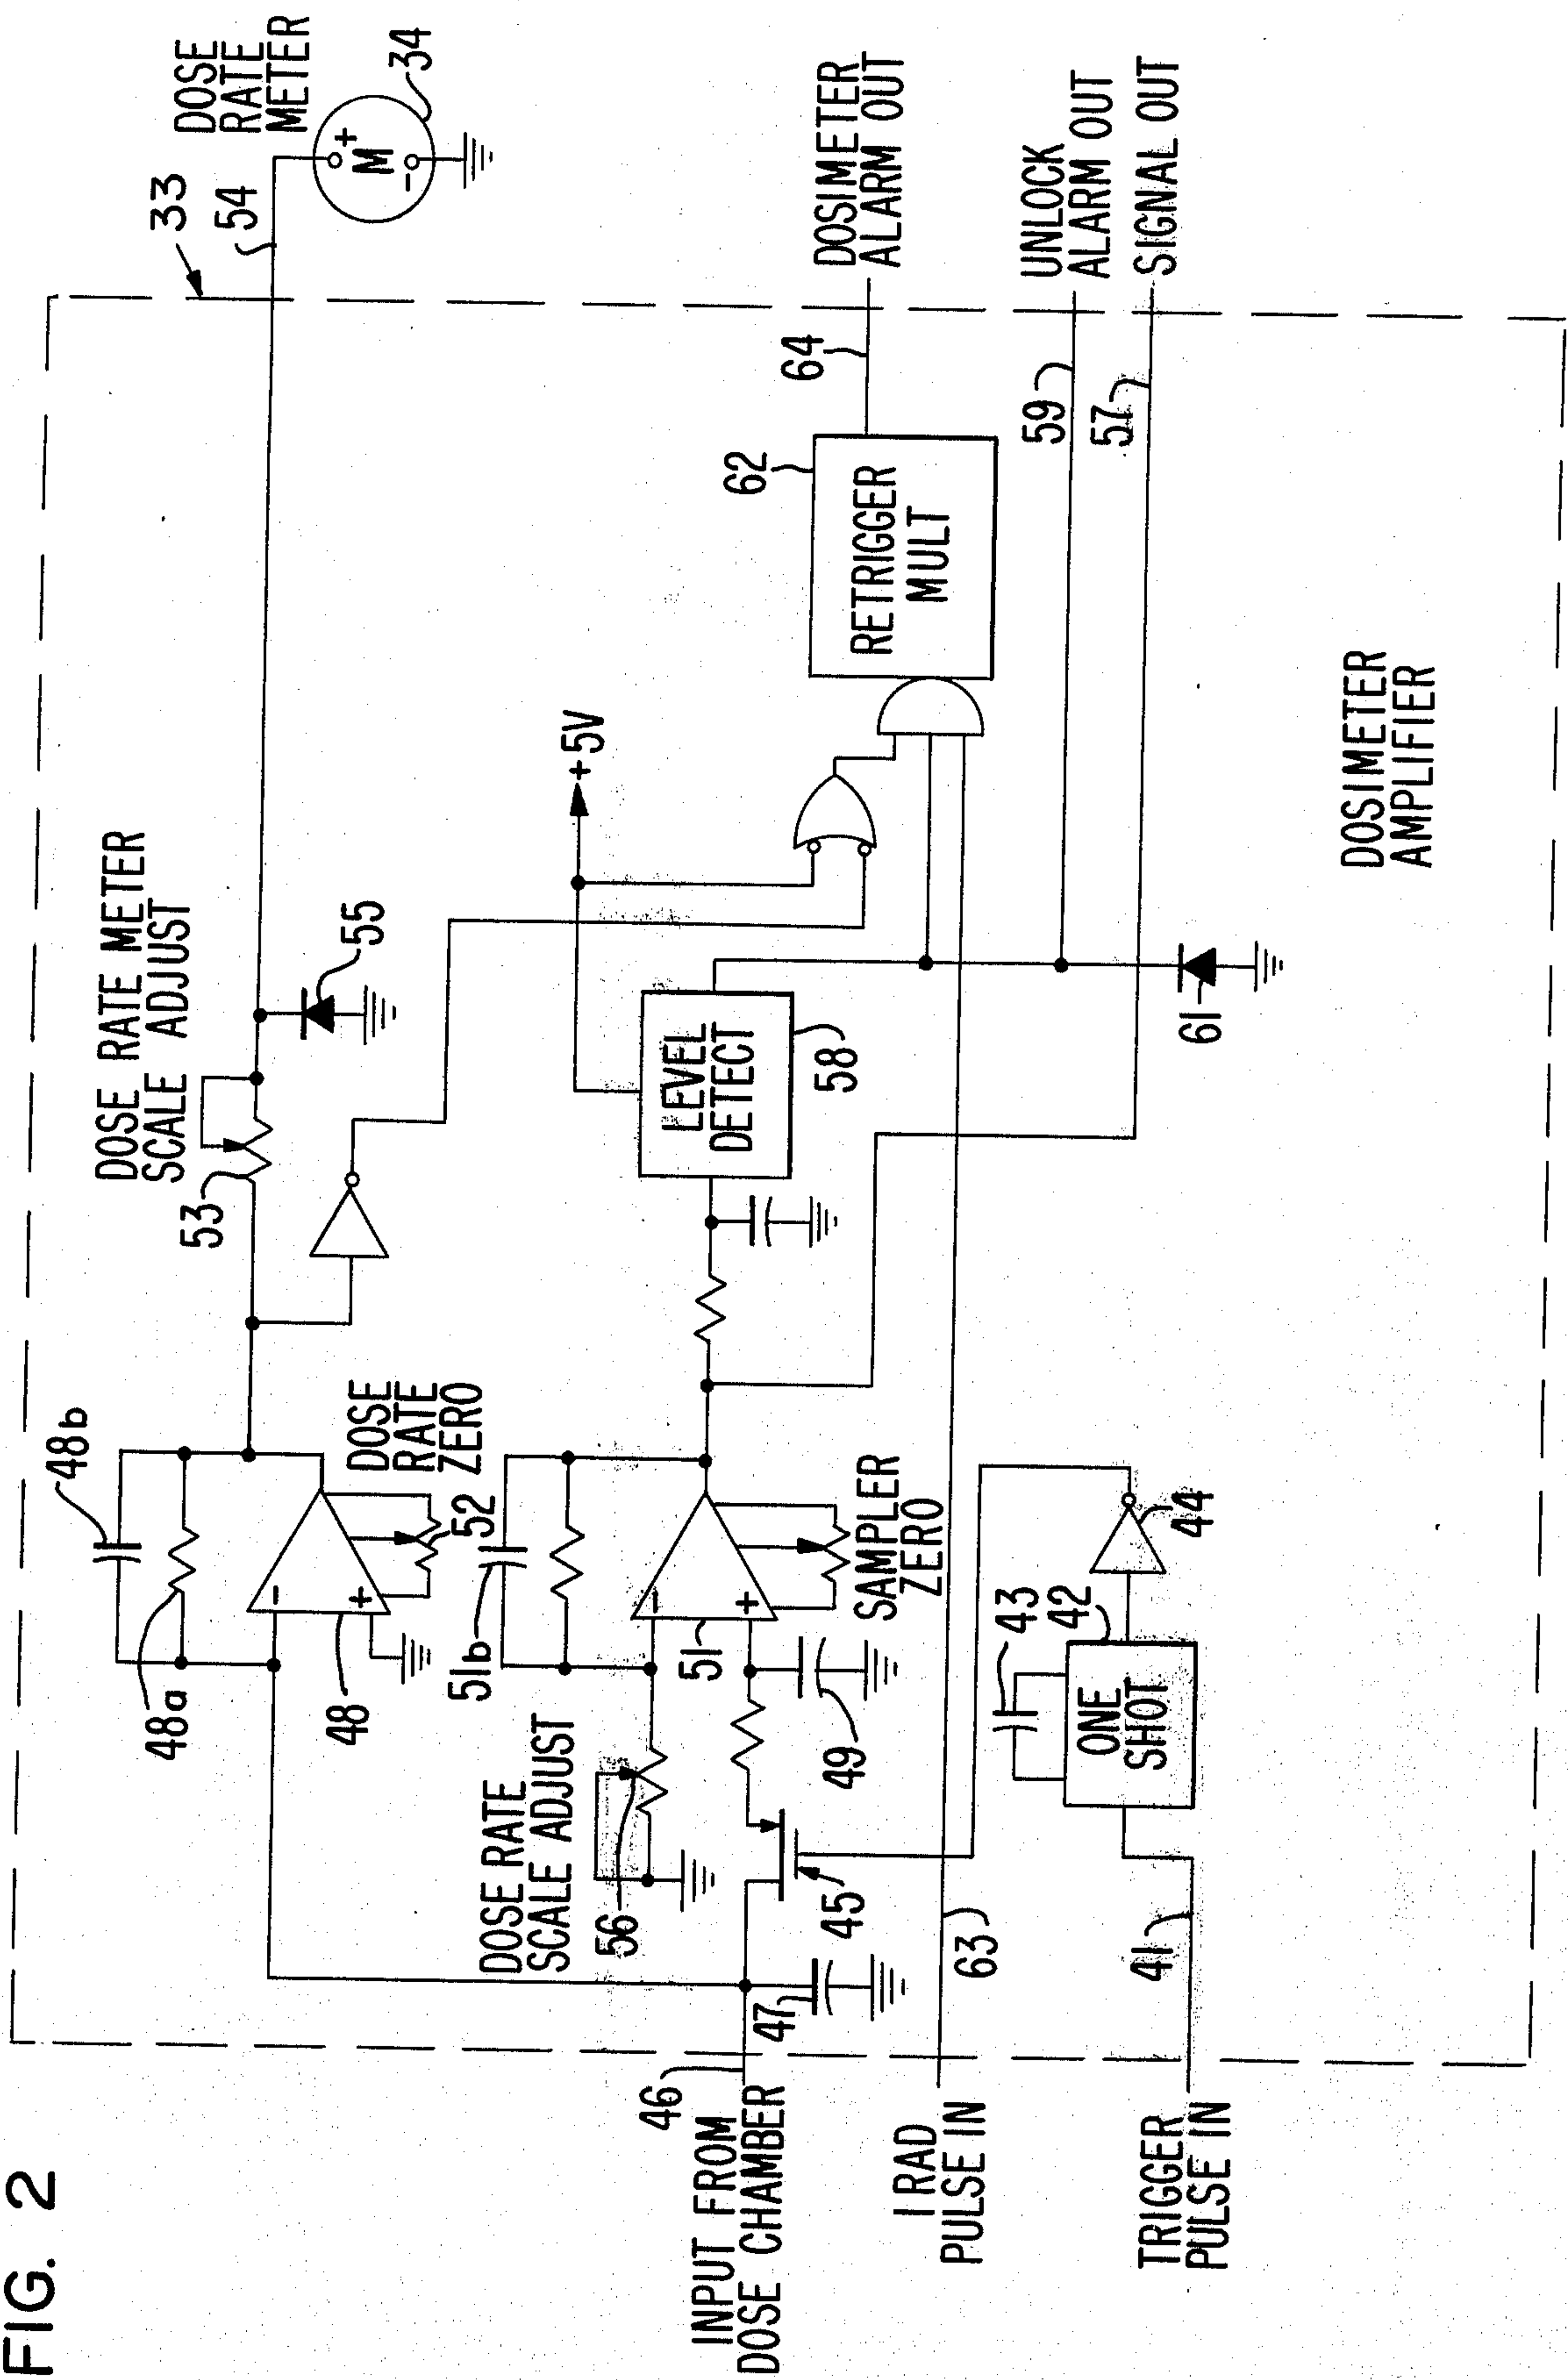 FIG. 2
33
54
DOSE
RATE
METER
+
M
-
34
DOSE RATE METER
SCALE ADJUST
53
55
48b
48a
-
+
48
DOSE
RATE
ZERO
52
+5V
51b
-
+
51
SAMPLER
ZERO
DOSE RATE
SCALE ADJUST
56
49
45
47
46
INPUT FROM
DOSE CHAMBER
LEVEL
DETECT
58
62
RETRIGGER
MULT
64
DOSIMETER
ALARM OUT
59
UNLOCK
ALARM OUT
57
SIGNAL OUT
61
63
1 RAD
PULSE IN
41
TRIGGER
PULSE IN
43
42
ONE
SHOT
44
DOSIMETER
AMPLIFIER